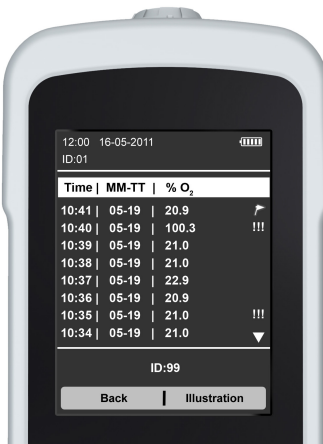 12:00 16-05-2011
ID:01
Time | MM-TT | % O₂
10:41 | 05-19 | 20.9
10:40 | 05-19 | 100.3 !!!
10:39 | 05-19 | 21.0
10:38 | 05-19 | 21.0
10:37 | 05-19 | 22.9
10:36 | 05-19 | 20.9
10:35 | 05-19 | 21.0 !!!
10:34 | 05-19 | 21.0
ID:99
Back | Illustration